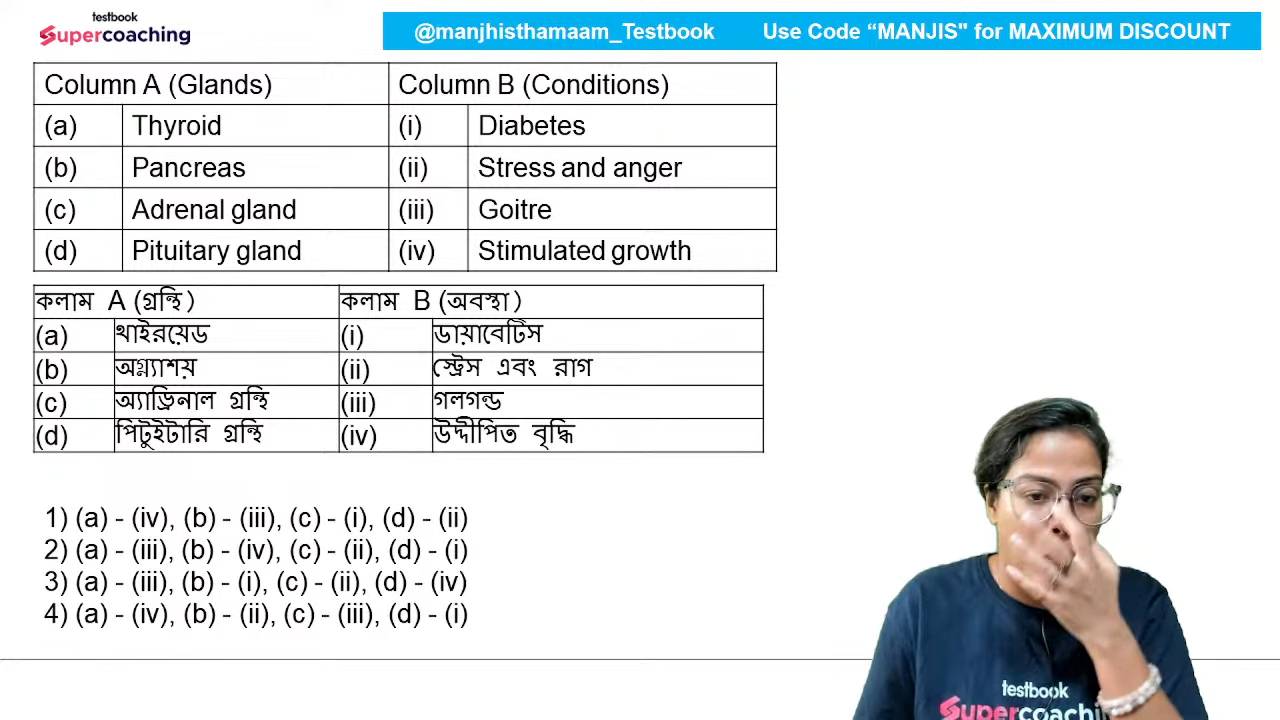 testbook
Supercoaching
@manjhisthamaam_Testbook Use Code “MANJIS" for MAXIMUM DISCOUNT
Column A (Glands) Column B (Conditions)
(a) Thyroid (i) Diabetes
(b) Pancreas (ii) Stress and anger
(c) Adrenal gland (iii) Goitre
(d) Pituitary gland (iv) Stimulated growth
কলাম A (গ্রন্থি) কলাম B (অবস্থা)
(a) থাইরয়েড (i) ডায়াবেটিস
(b) অগ্ন্যাশয় (ii) স্ট্রেস এবং রাগ
(c) অ্যাড্রিনাল গ্রন্থি (iii) গলগন্ড
(d) পিটুইটারি গ্রন্থি (iv) উদ্দীপিত বৃদ্ধি
1) (a) - (iv), (b) - (iii), (c) - (i), (d) - (ii)
2) (a) - (iii), (b) - (iv), (c) - (ii), (d) - (i)
3) (a) - (iii), (b) - (i), (c) - (ii), (d) - (iv)
4) (a) - (iv), (b) - (ii), (c) - (iii), (d) - (i)
testbook
Supercoachi